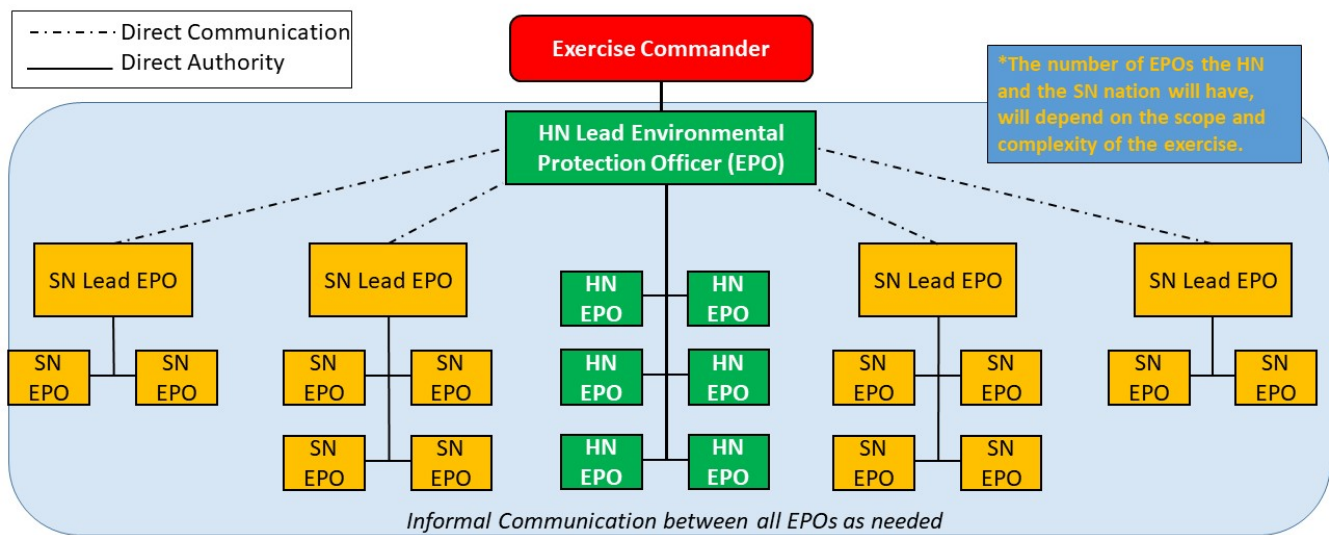 Direct Communication
Direct Authority
Exercise Commander
*The number of EPOs the HN
and the SN nation will have,
will depend on the scope and
complexity of the exercise.
HN Lead Environmental
Protection Officer (EPO)
SN Lead EPO
SN Lead EPO
SN Lead EPO
SN Lead EPO
HN
EPO
HN
EPO
SN
EPO
SN
EPO
SN
EPO
SN
EPO
HN
EPO
HN
EPO
SN
EPO
SN
EPO
SN
EPO
SN
EPO
SN
EPO
SN
EPO
HN
EPO
HN
EPO
SN
EPO
SN
EPO
Informal Communication between all EPOs as needed